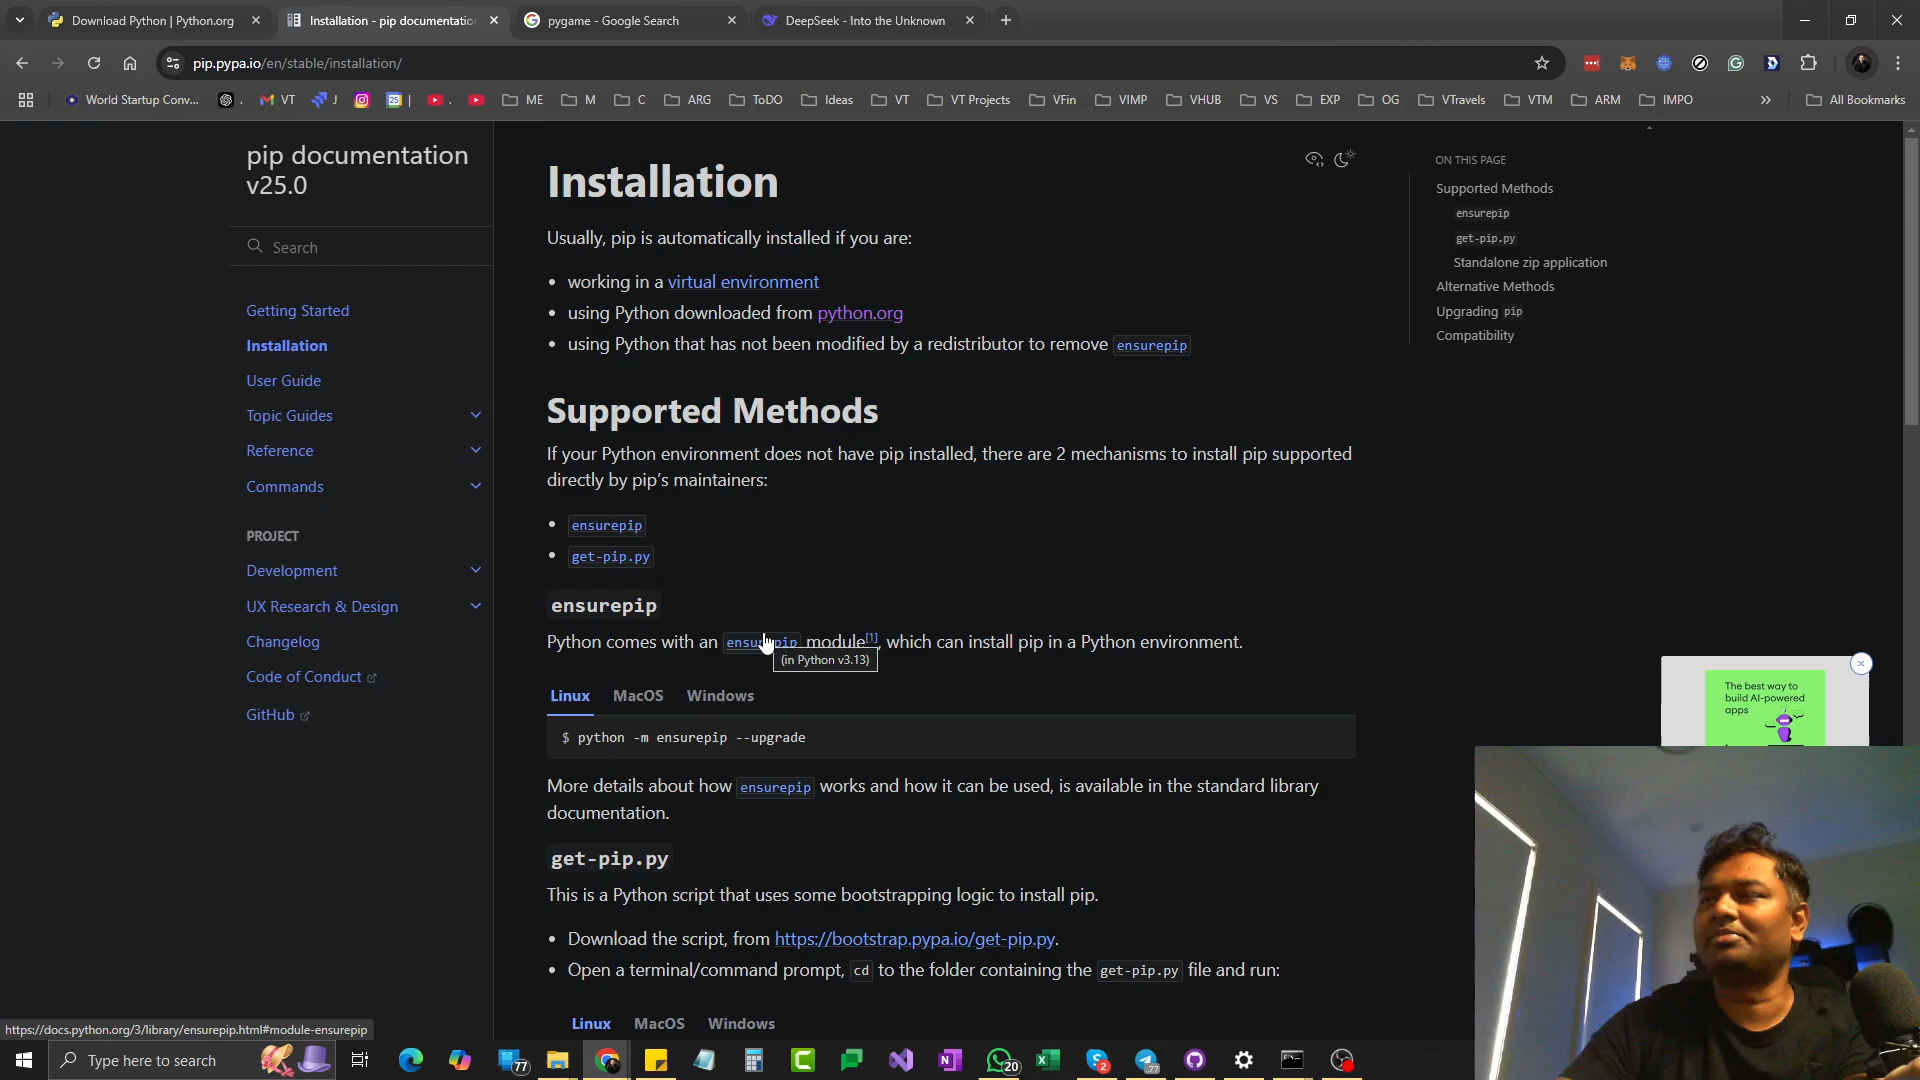 Download Python | Python.org
Installation - pip documentation
pygame - Google Search
DeepSeek - Into the Unknown
pip.pypa.io/en/stable/installation/
World Startup Conv...
VT
J
ME
M
C
ARG
ToDO
Ideas
VT
VT Projects
VFin
VIMP
VHUB
VS
EXP
OG
VTravels
VTM
ARM
IMPO
All Bookmarks
pip documentation
v25.0
Search
Getting Started
Installation
User Guide
Topic Guides
Reference
Commands
PROJECT
Development
UX Research & Design
Changelog
Code of Conduct
GitHub
Installation
Usually, pip is automatically installed if you are:
• working in a virtual environment
• using Python downloaded from python.org
• using Python that has not been modified by a redistributor to remove ensurepip
Supported Methods
If your Python environment does not have pip installed, there are 2 mechanisms to install pip supported
directly by pip's maintainers:
• ensurepip
• get-pip.py
ensurepip
Python comes with an ensurepip module[1], which can install pip in a Python environment.
(in Python v3.13)
Linux MacOS Windows
$ python -m ensurepip --upgrade
More details about how ensurepip works and how it can be used, is available in the standard library
documentation.
get-pip.py
This is a Python script that uses some bootstrapping logic to install pip.
• Download the script, from https://bootstrap.pypa.io/get-pip.py.
• Open a terminal/command prompt, cd to the folder containing the get-pip.py file and run:
Linux MacOS Windows
ON THIS PAGE
Supported Methods
ensurepip
get-pip.py
Standalone zip application
Alternative Methods
Upgrading pip
Compatibility
The best way to
build AI-powered
apps
https://docs.python.org/3/library/ensurepip.html#module-ensurepip
Type here to search
77
20
2
77